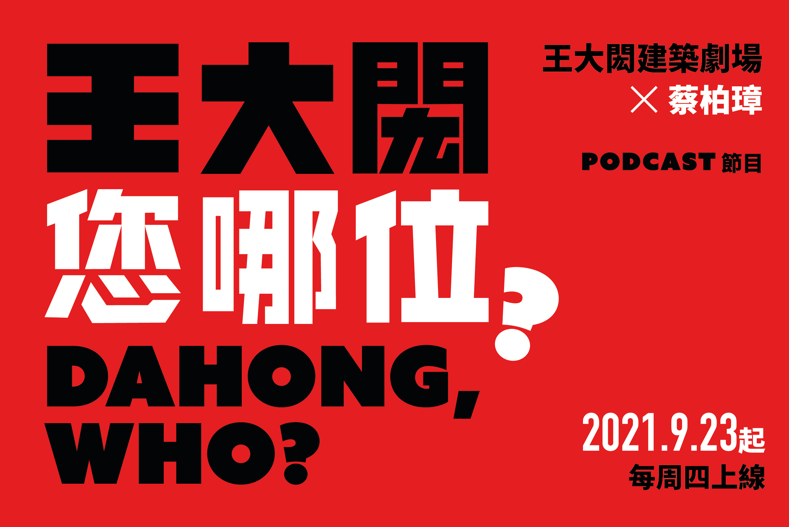 王大閎
您哪位?
DAHONG,
WHO?
王大閎建築劇場
× 蔡柏璋
PODCAST 節目
2021.9.23起
每周四上線